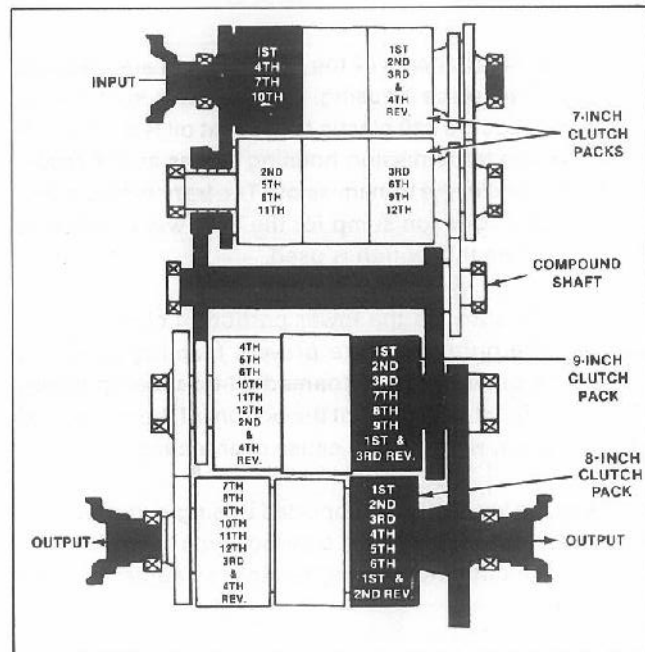 INPUT
1ST
4TH
7TH
10TH
1ST
2ND
3RD
&
4TH
REV.
7-INCH
CLUTCH
PACKS
2ND
5TH
8TH
11TH
3RD
6TH
9TH
12TH
COMPOUND
SHAFT
4TH
5TH
6TH
10TH
11TH
12TH
2ND
&
4TH
REV.
1ST
2ND
3RD
7TH
8TH
9TH
1ST &
3RD REV.
9-INCH
CLUTCH
PACK
8-INCH
CLUTCH
PACK
7TH
8TH
9TH
10TH
11TH
12TH
3RD
&
4TH
REV.
1ST
2ND
3RD
4TH
5TH
6TH
1ST &
2ND REV.
OUTPUT
OUTPUT